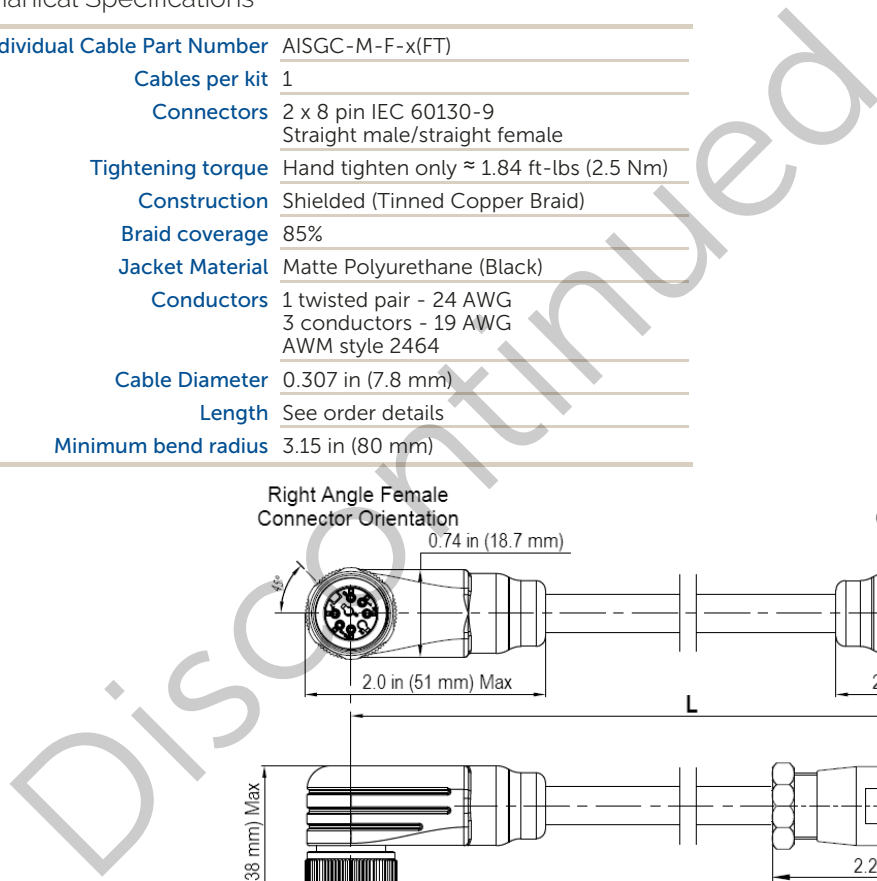 Mechanical Specifications
Individual Cable Part Number AISGC-M-F-x(FT)
Cables per kit 1
Connectors 2 x 8 pin IEC 60130-9
Straight male/straight female
Tightening torque Hand tighten only ≈ 1.84 ft-lbs (2.5 Nm)
Construction Shielded (Tinned Copper Braid)
Braid coverage 85%
Jacket Material Matte Polyurethane (Black)
Conductors 1 twisted pair - 24 AWG
3 conductors - 19 AWG
AWM style 2464
Cable Diameter 0.307 in (7.8 mm)
Length See order details
Minimum bend radius 3.15 in (80 mm)
Right Angle Female
Connector Orientation
0.74 in (18.7 mm)
45°
2.0 in (51 mm) Max
2
L
38 mm) Max
2.2
Discontinued